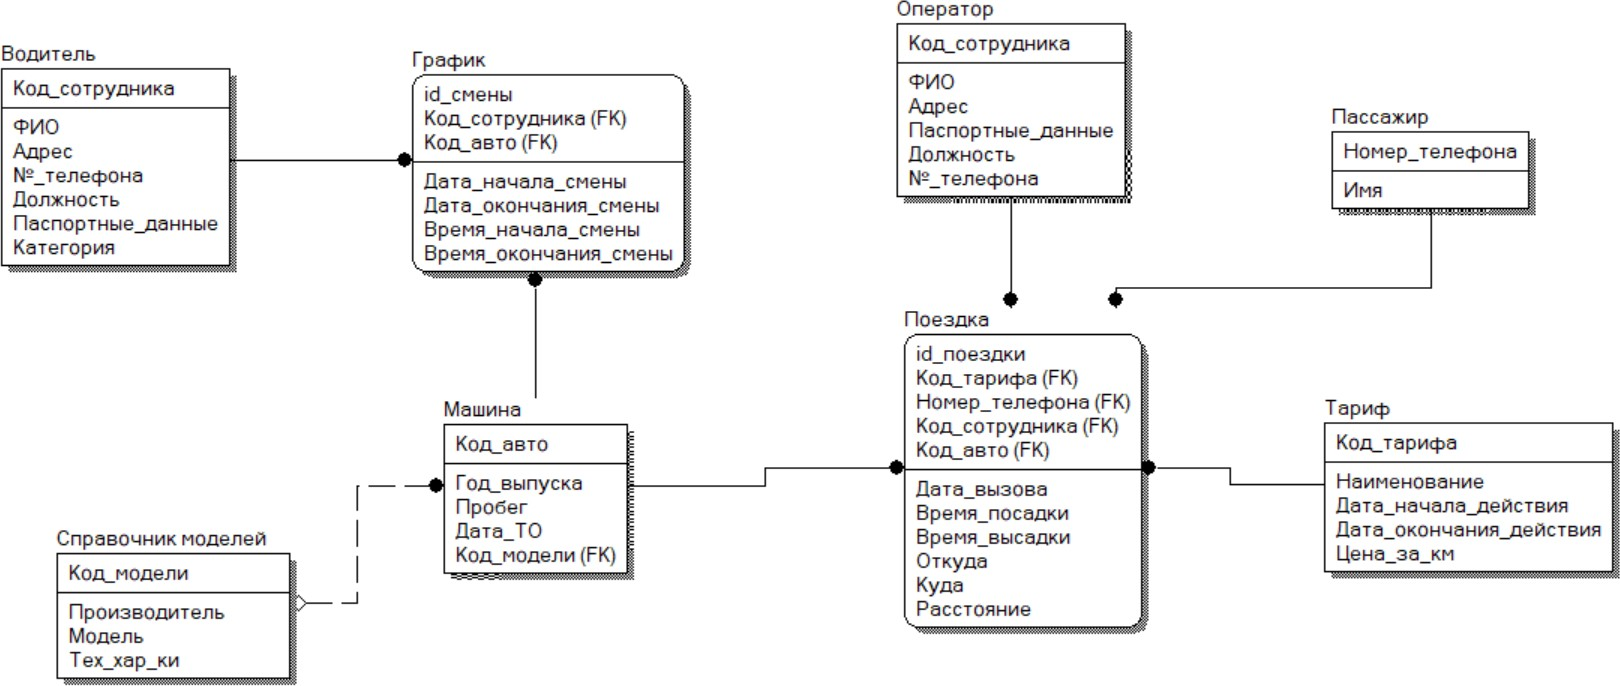 Водитель
Код_сотрудника
ФИО
Адрес
№_телефона
Должность
Паспортные_данные
Категория
График
id_смены
Код_сотрудника (FK)
Код_авто (FK)
Дата_начала_смены
Дата_окончания_смены
Время_начала_смены
Время_окончания_смены
Оператор
Код_сотрудника
ФИО
Адрес
Паспортные_данные
Должность
№_телефона
Пассажир
Номер_телефона
Имя
Машина
Код_авто
Год_выпуска
Пробег
Дата_ТО
Код_модели (FK)
Поездка
id_поездки
Код_тарифа (FK)
Номер_телефона (FK)
Код_сотрудника (FK)
Код_авто (FK)
Дата_вызова
Время_посадки
Время_высадки
Откуда
Куда
Расстояние
Тариф
Код_тарифа
Наименование
Дата_начала_действия
Дата_окончания_действия
Цена_за_км
Справочник моделей
Код_модели
Производитель
Модель
Тех_хар_ки